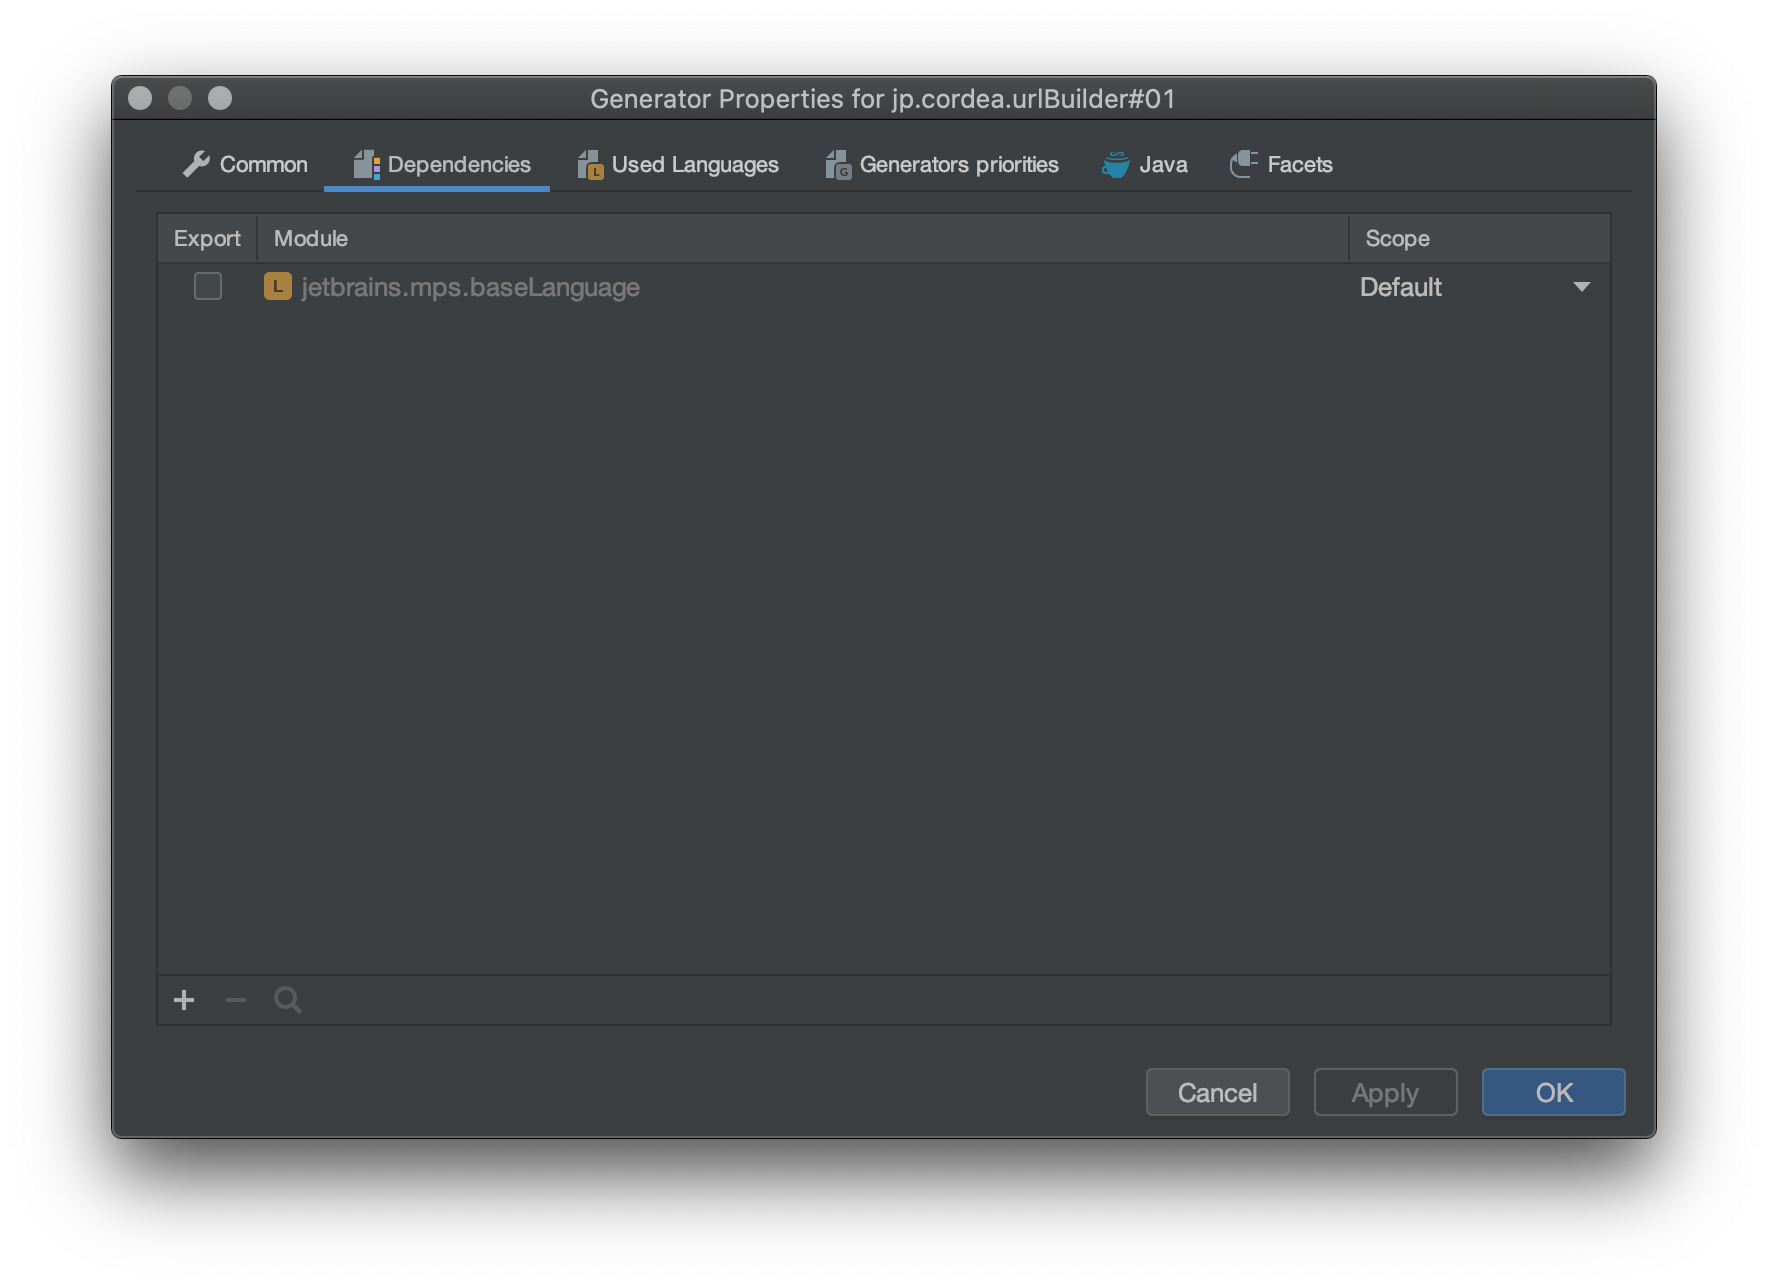 Generator Properties for jp.cordea.urlBuilder#01
Common Dependencies L Used Languages G Generators priorities Java Facets
Export Module Scope
L jetbrains.mps.baseLanguage Default
Cancel Apply OK